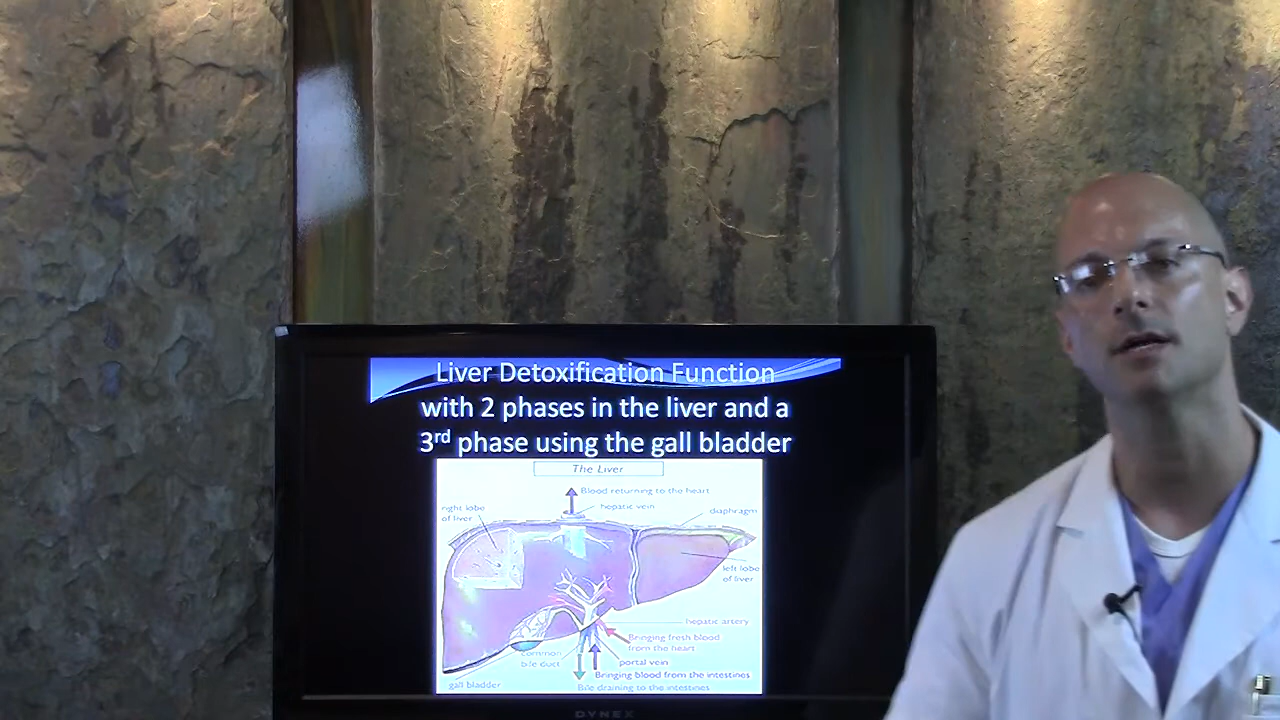 Liver Detoxification Function
with 2 phases in the liver and a
3rd phase using the gall bladder
The Liver
Blood returning to the heart
hepatic vein
right lobe
of liver
diaphragm
left lobe
of liver
hepatic artery
Bringing fresh blood
from the heart
common
bile duct
portal vein
Bringing blood from the intestines
gall bladder
Bile draining to the intestines
DYNEX